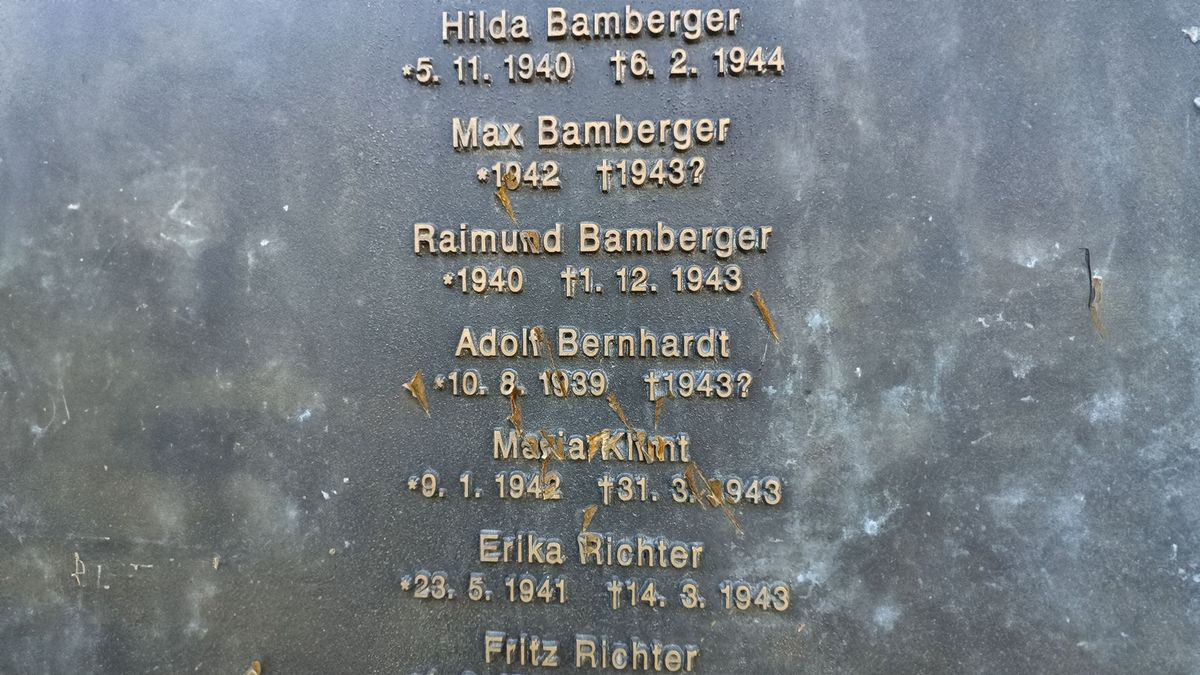 Hilda Bamberger
*5. 11. 1940 †6. 2. 1944
Max Bamberger
*1942 †1943?
Raimund Bamberger
*1940 †1. 12. 1943
Adolf Bernhardt
*10. 8. 1939 †1943?
Maria Klimt
*9. 1. 1942 †31. 3. 1943
Erika Richter
*23. 5. 1941 †14. 3. 1943
Fritz Richter